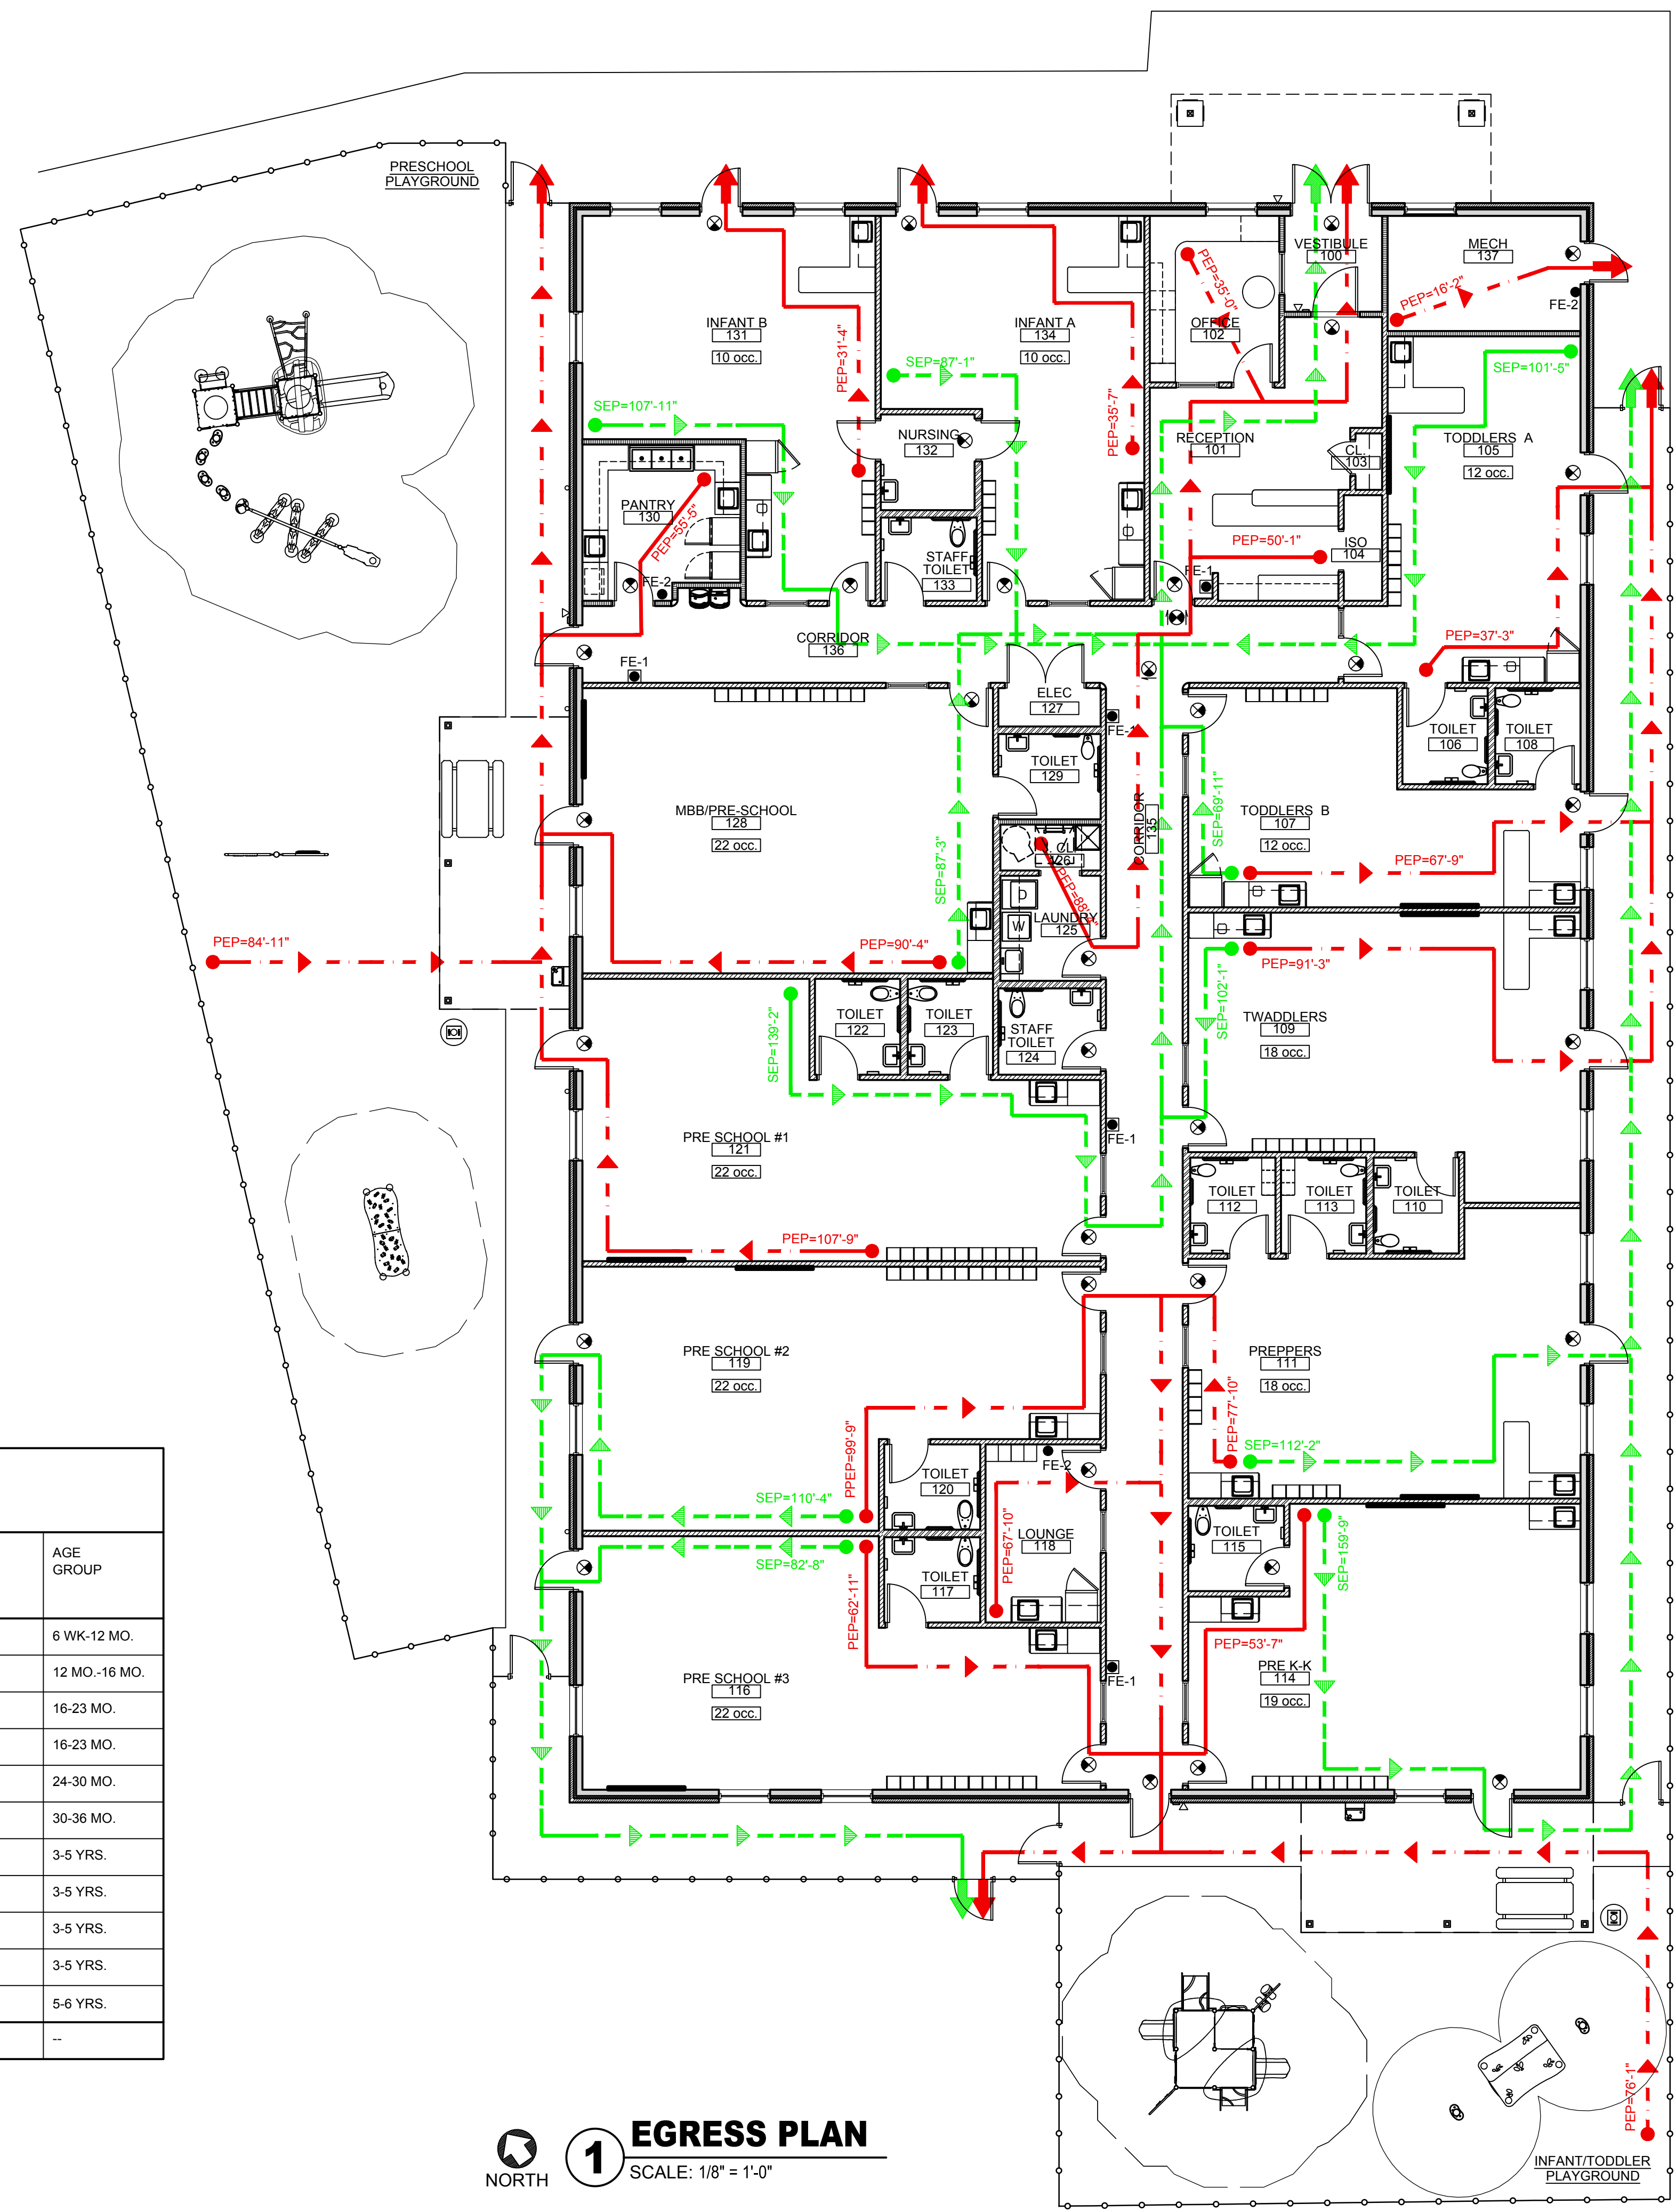 PRESCHOOL
PLAYGROUND
VESTIBULE
100
MECH
137
PEP=35'-0"
PEP=16'-2"
FE-2
INFANT B
131
10 occ.
PEP=31'-4"
INFANT A
134
10 occ.
OFFICE
102
SEP=87'-1"
SEP=101'-5"
SEP=107'-11"
PEP=35'-7"
NURSING
132
RECEPTION
101
CL.
103
TODDLERS A
105
12 occ.
PANTRY
130
PEP=55'-5"
STAFF
TOILET
133
PEP=50'-1"
ISO
104
FE-2
FE-1
CORRIDOR
136
PEP=37'-3"
FE-1
ELEC
127
FE-1
TOILET
106
TOILET
108
TOILET
129
MBB/PRE-SCHOOL
128
22 occ.
CORRIDOR
135
SEP=69'-11"
TODDLERS B
107
12 occ.
CL.
126
SEP=87'-3"
PEP=67'-9"
D
W
LAUNDRY
125
PEP=84'-11"
PEP=90'-4"
PEP=91'-3"
SEP=102'-1"
SEP=139'-2"
TOILET
122
TOILET
123
STAFF
TOILET
124
TWADDLERS
109
18 occ.
PRE SCHOOL #1
121
22 occ.
FE-1
TOILET
112
TOILET
113
TOILET
110
PEP=107'-9"
PRE SCHOOL #2
119
22 occ.
PREPPERS
111
18 occ.
PPEP=99'-9"
PEP=77'-10"
SEP=112'-2"
FE-2
TOILET
120
SEP=110'-4"
LOUNGE
118
PEP=67'-10"
TOILET
115
SEP=159'-9"
SEP=82'-8"
TOILET
117
PEP=62'-11"
PEP=53'-7"
PRE SCHOOL #3
116
22 occ.
FE-1
PRE K-K
114
19 occ.
AGE
GROUP
6 WK-12 MO.
12 MO.-16 MO.
16-23 MO.
16-23 MO.
24-30 MO.
30-36 MO.
3-5 YRS.
3-5 YRS.
3-5 YRS.
3-5 YRS.
5-6 YRS.
--
PEP=76'-1"
INFANT/TODDLER
PLAYGROUND
NORTH
1
EGRESS PLAN
SCALE: 1/8" = 1'-0"